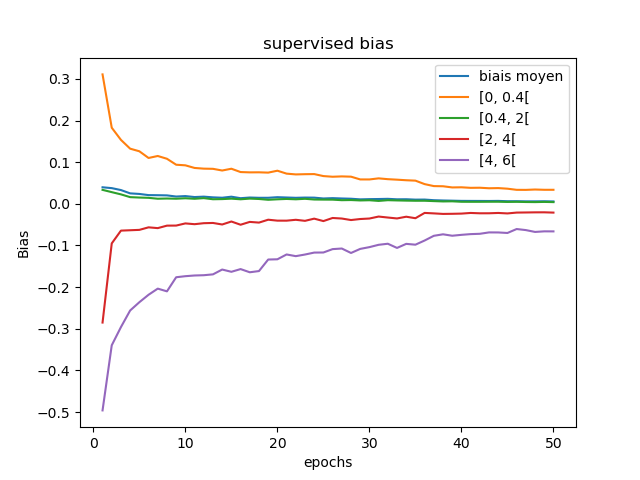 supervised bias
biais moyen
[0, 0.4[
[0.4, 2[
[2, 4[
[4, 6[
Bias
0.3
0.2
0.1
0.0
−0.1
−0.2
−0.3
−0.4
−0.5
0 10 20 30 40 50
epochs